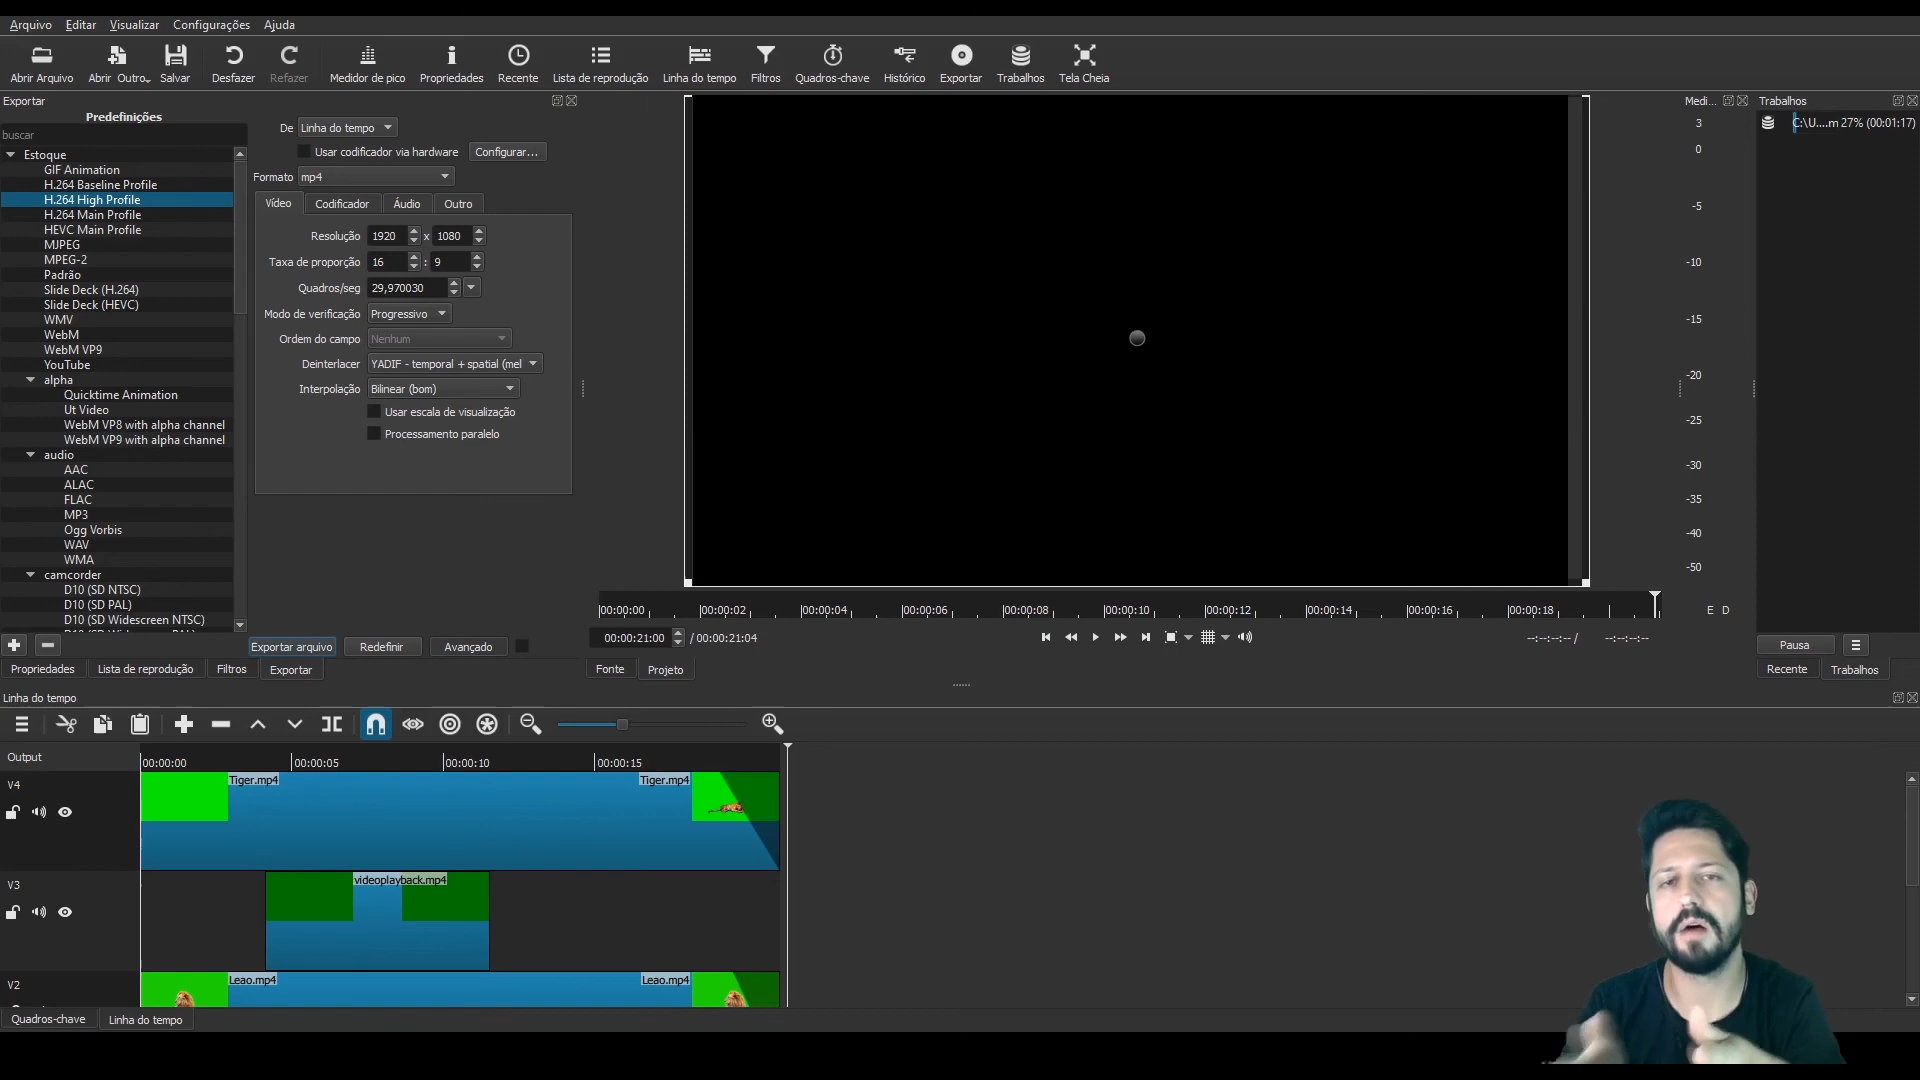 Arquivo Editar Visualizar Configurações Ajuda
Abrir Arquivo Abrir Outro Salvar Desfazer Refazer Medidor de pico Propriedades Recente Lista de reprodução Linha do tempo Filtros Quadros-chave Histórico Exportar Trabalhos Tela Cheia
Exportar
Predefinições
buscar
Estoque
GIF Animation
H.264 Baseline Profile
H.264 High Profile
H.264 Main Profile
HEVC Main Profile
MJPEG
MPEG-2
Padrão
Slide Deck (H.264)
Slide Deck (HEVC)
WMV
WebM
WebM VP9
YouTube
alpha
Quicktime Animation
Ut Video
WebM VP8 with alpha channel
WebM VP9 with alpha channel
audio
AAC
ALAC
FLAC
MP3
Ogg Vorbis
WAV
WMA
camcorder
D10 (SD NTSC)
D10 (SD PAL)
D10 (SD Widescreen NTSC)
De Linha do tempo
Usar codificador via hardware Configurar...
Formato mp4
Vídeo Codificador Áudio Outro
Resolução 1920 x 1080
Taxa de proporção 16 : 9
Quadros/seg 29,970030
Modo de verificação Progressivo
Ordem do campo Nenhum
Deinterlacer YADIF - temporal + spatial (mel
Interpolação Bilinear (bom)
Usar escala de visualização
Processamento paralelo
Exportar arquivo Redefinir Avançado
Propriedades Lista de reprodução Filtros Exportar
00:00:00 00:00:02 00:00:04 00:00:06 00:00:08 00:00:10 00:00:12 00:00:14 00:00:16 00:00:18
00:00:21:00 / 00:00:21:04 --:--:--:-- / --:--:--:--
Fonte Projeto
Medi...
3
0
-5
-10
-15
-20
-25
-30
-35
-40
-50
E D
Trabalhos
C:\U....m 27% (00:01:17)
Pausa
Recente Trabalhos
Linha do tempo
Output
00:00:00 00:00:05 00:00:10 00:00:15
V4
Tiger.mp4 Tiger.mp4
V3
videoplayback.mp4
V2
Leao.mp4 Leao.mp4
Quadros-chave Linha do tempo